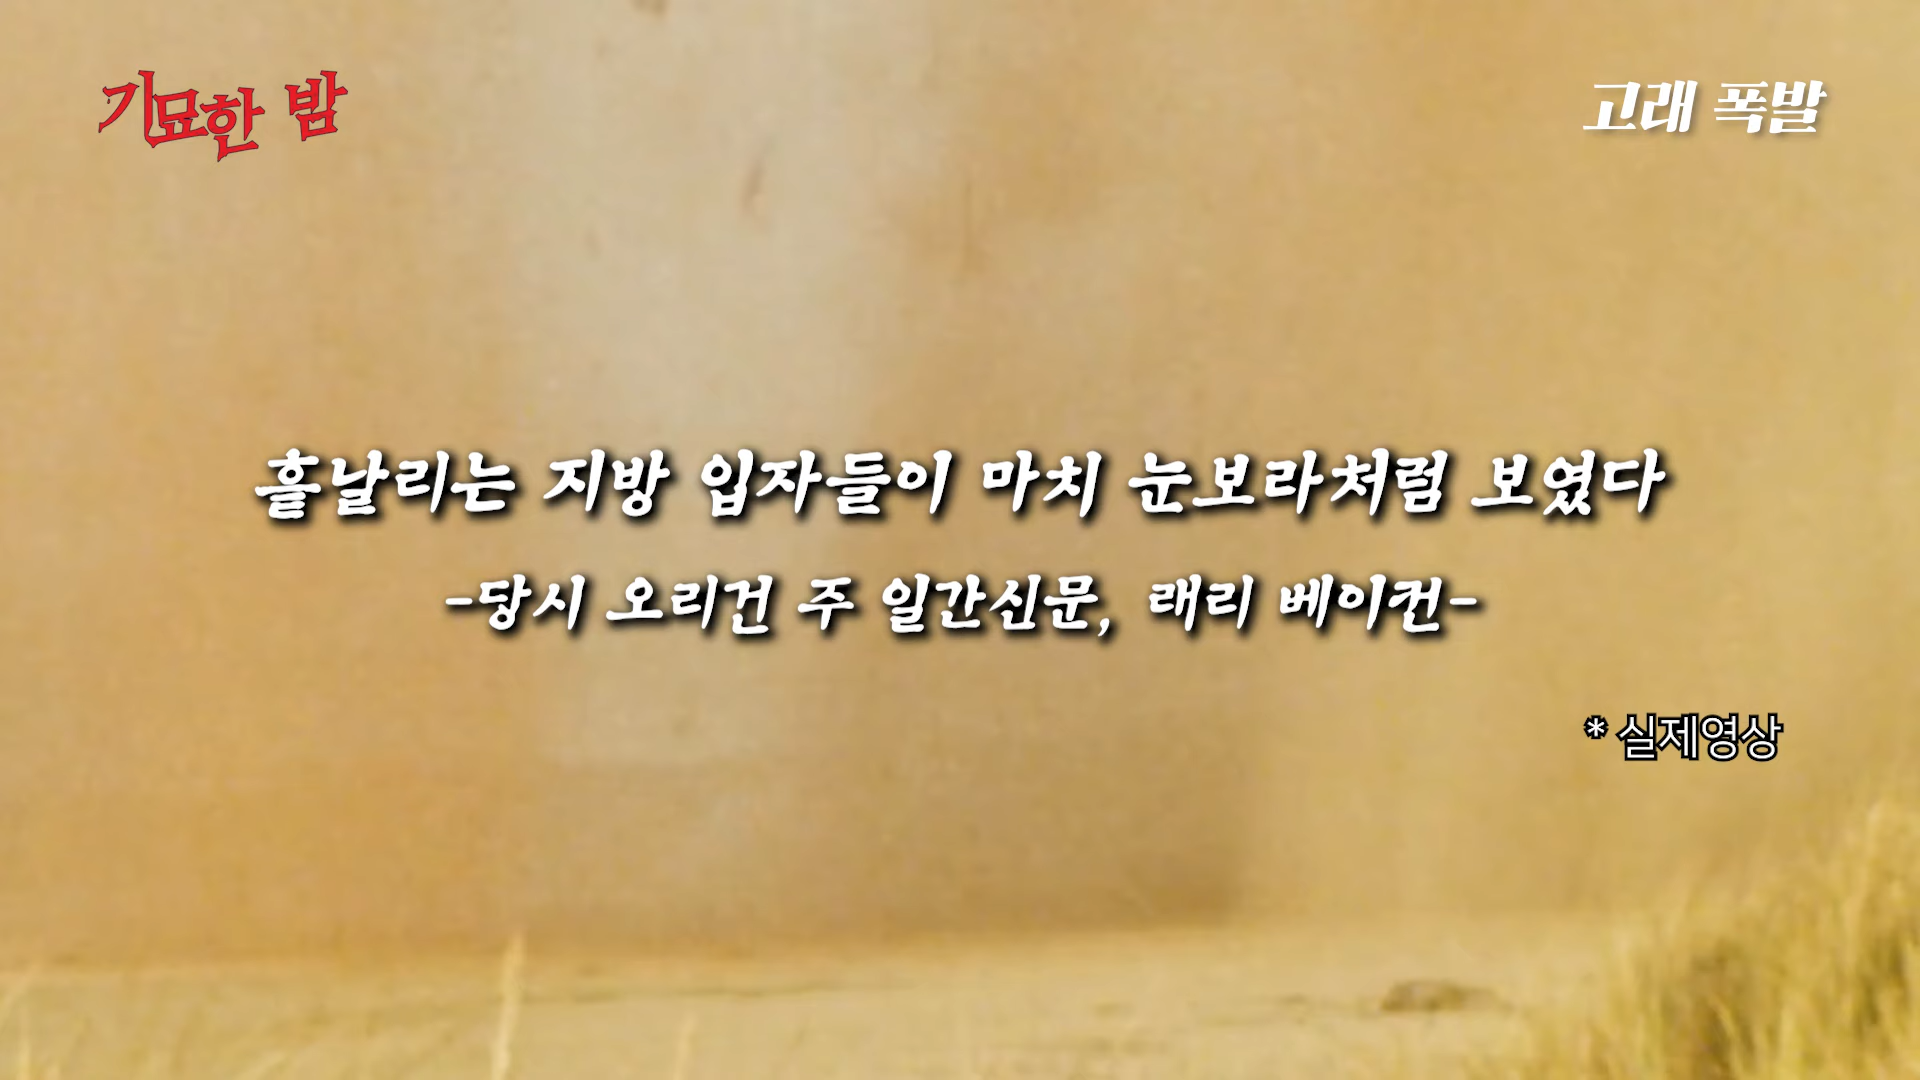 기묘한 밤
고래 폭발
흩날리는 지방 입자들이 마치 눈보라처럼 보였다
-당시 오리건 주 일간신문, 래리 베이컨-
* 실제영상